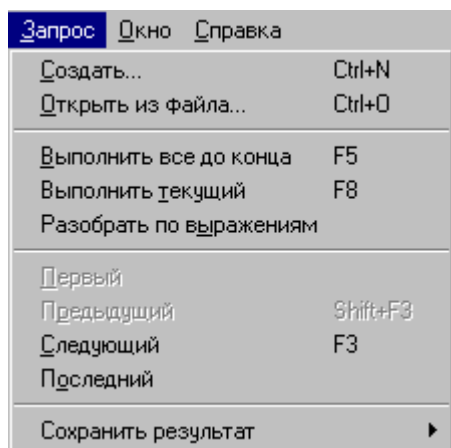 Запрос Окно Справка
Создать... Ctrl+N
Открыть из файла... Ctrl+O
Выполнить все до конца F5
Выполнить текущий F8
Разобрать по выражениям
Первый
Предыдущий Shift+F3
Следующий F3
Последний
Сохранить результат